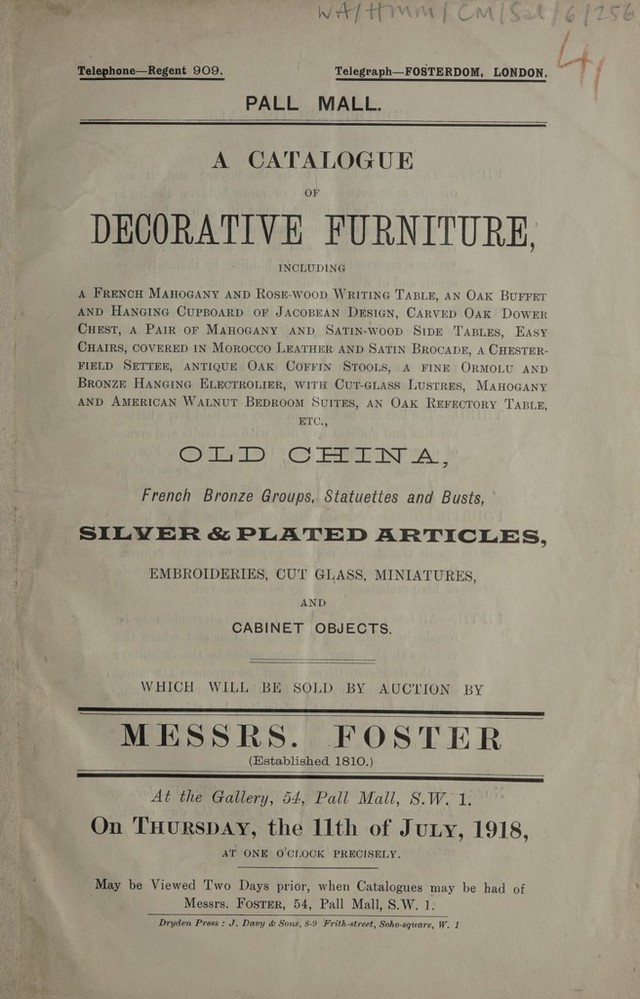 WA/HMM/CM/Sal/6/256
41
Telephone—Regent 909. Telegraph—FOSTERDOM, LONDON.
PALL MALL.
A CATALOGUE
OF
DECORATIVE FURNITURE,
INCLUDING
A FRENCH MAHOGANY AND ROSE-WOOD WRITING TABLE, AN OAK BUFFET
AND HANGING CUPBOARD OF JACOBEAN DESIGN, CARVED OAK DOWER
CHEST, A PAIR OF MAHOGANY AND SATIN-WOOD SIDE TABLES, EASY
CHAIRS, COVERED IN MOROCCO LEATHER AND SATIN BROCADE, A CHESTER-
FIELD SETTEE, ANTIQUE OAK COFFIN STOOLS, A FINE ORMOLU AND
BRONZE HANGING ELECTROLIER, WITH CUT-GLASS LUSTRES, MAHOGANY
AND AMERICAN WALNUT BEDROOM SUITES, AN OAK REFECTORY TABLE,
ETC.,
OLD CHINA,
French Bronze Groups, Statuettes and Busts,
SILVER & PLATED ARTICLES,
EMBROIDERIES, CUT GLASS, MINIATURES,
AND
CABINET OBJECTS.
WHICH WILL BE SOLD BY AUCTION BY
MESSRS. FOSTER
(Established 1810.)
At the Gallery, 54, Pall Mall, S.W. 1.
On THURSDAY, the 11th of JULY, 1918,
AT ONE O'CLOCK PRECISELY.
May be Viewed Two Days prior, when Catalogues may be had of
Messrs. FOSTER, 54, Pall Mall, S.W. 1.
Dryden Press: J. Davy & Sons, 8-9 Frith-street, Soho-square, W. 1